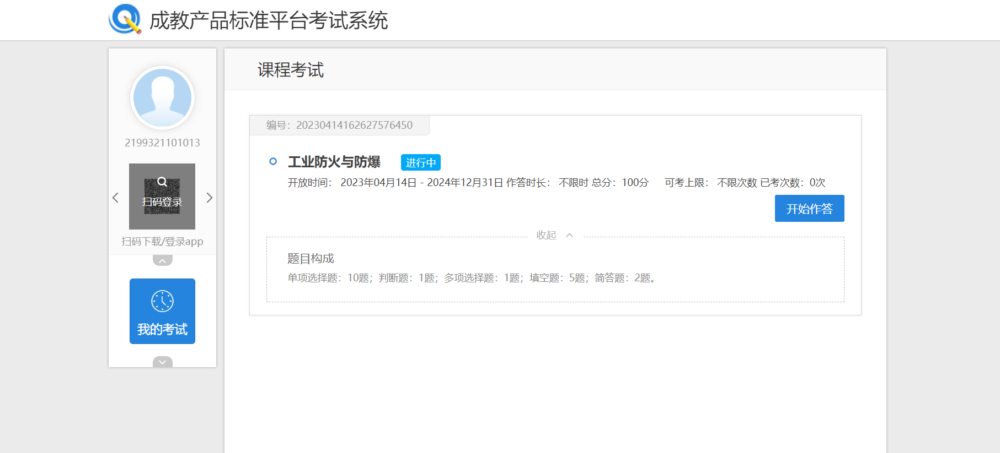 成教产品标准平台考试系统
2199321101013
扫码登录
扫码下载/登录app
我的考试
课程考试
编号：20230414162627576450
工业防火与防爆 进行中
开放时间： 2023年04月14日 - 2024年12月31日 作答时长： 不限时 总分：100分 可考上限： 不限次数 已考次数：0次
开始作答
收起
题目构成
单项选择题：10题；判断题：1题；多项选择题：1题；填空题：5题；简答题：2题。